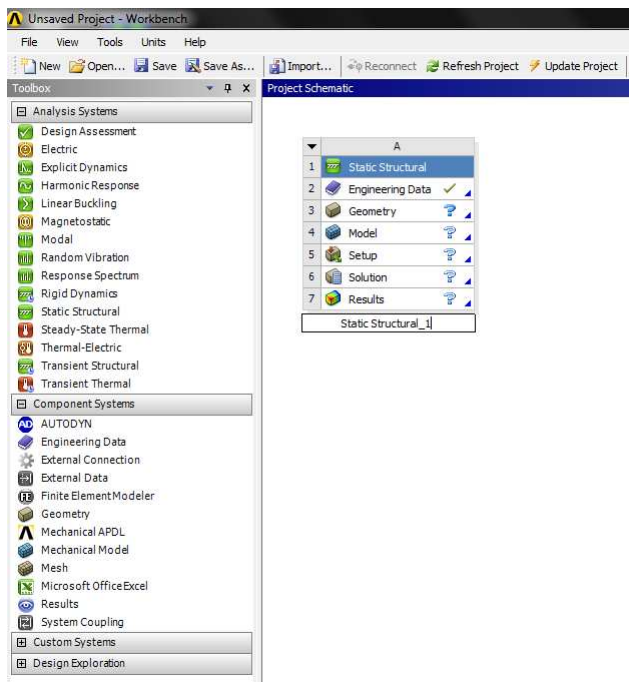 Unsaved Project - Workbench
File View Tools Units Help
New Open... Save Save As... Import... Reconnect Refresh Project Update Project
Toolbox
Analysis Systems
Design Assessment
Electric
Explicit Dynamics
Harmonic Response
Linear Buckling
Magnetostatic
Modal
Random Vibration
Response Spectrum
Rigid Dynamics
Static Structural
Steady-State Thermal
Thermal-Electric
Transient Structural
Transient Thermal
Component Systems
AUTODYN
Engineering Data
External Connection
External Data
Finite Element Modeler
Geometry
Mechanical APDL
Mechanical Model
Mesh
Microsoft Office Excel
Results
System Coupling
Custom Systems
Design Exploration
Project Schematic
A
1 Static Structural
2 Engineering Data
3 Geometry
4 Model
5 Setup
6 Solution
7 Results
Static Structural_1